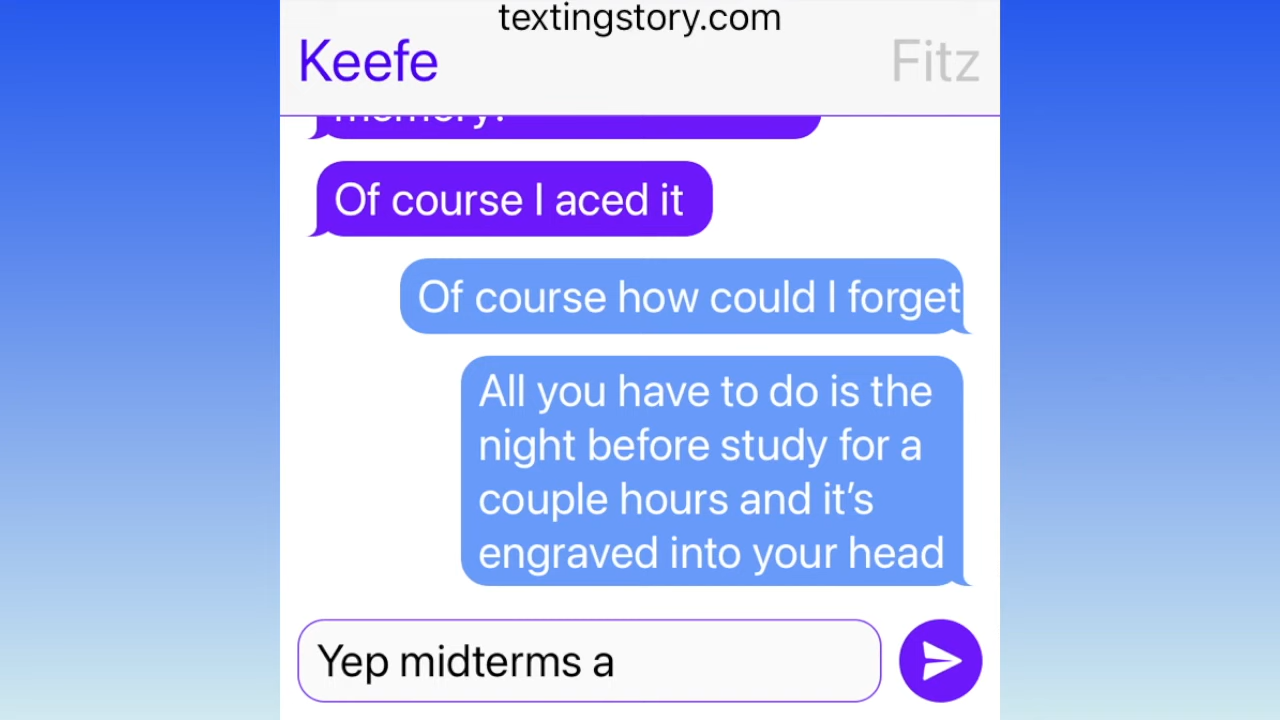 textingstory.com
Keefe
Fitz
memory?
Of course I aced it
Of course how could I forget
All you have to do is the
night before study for a
couple hours and it’s
engraved into your head
Yep midterms a